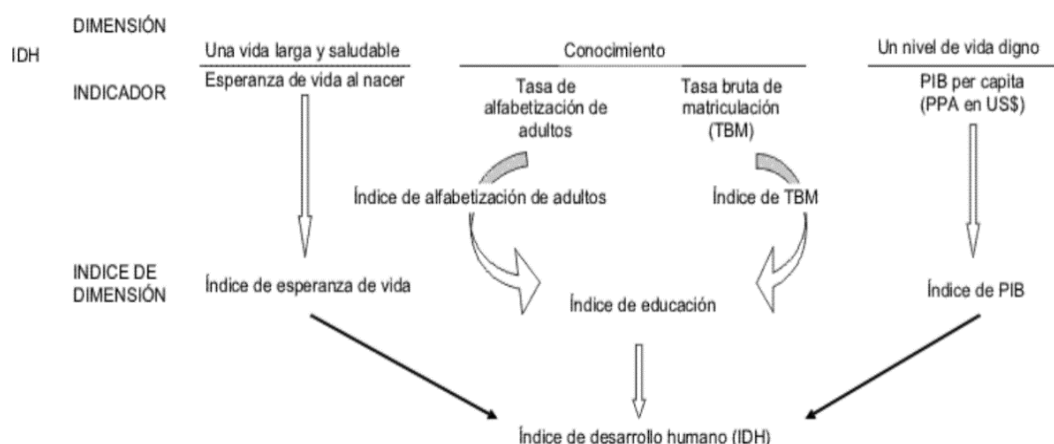 DIMENSIÓN
IDH
Una vida larga y saludable
Conocimiento
Un nivel de vida digno
INDICADOR
Esperanza de vida al nacer
Tasa de
alfabetización de
adultos
Tasa bruta de
matriculación
(TBM)
PIB per capita
(PPA en US$)
Índice de alfabetización de adultos
Índice de TBM
INDICE DE
DIMENSIÓN
Índice de esperanza de vida
Índice de educación
Índice de PIB
Índice de desarrollo humano (IDH)